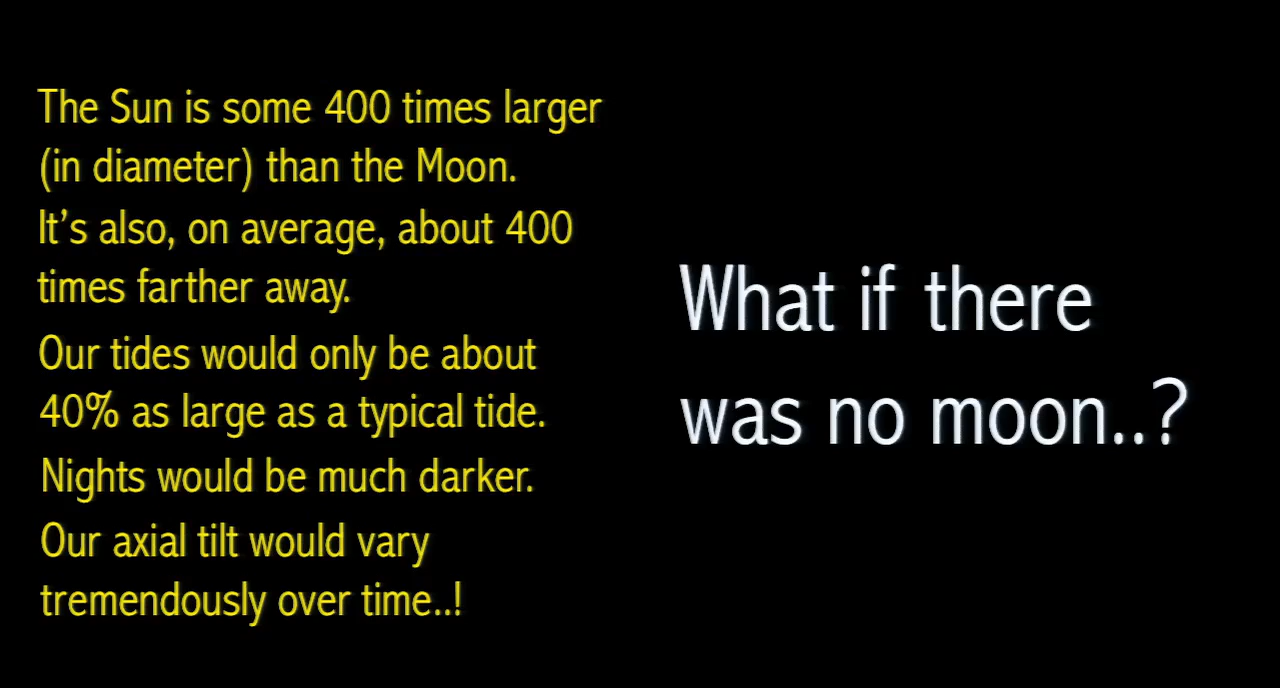 The Sun is some 400 times larger
(in diameter) than the Moon.
It's also, on average, about 400
times farther away.
Our tides would only be about
40% as large as a typical tide.
Nights would be much darker.
Our axial tilt would vary
tremendously over time..!
What if there
was no moon..?